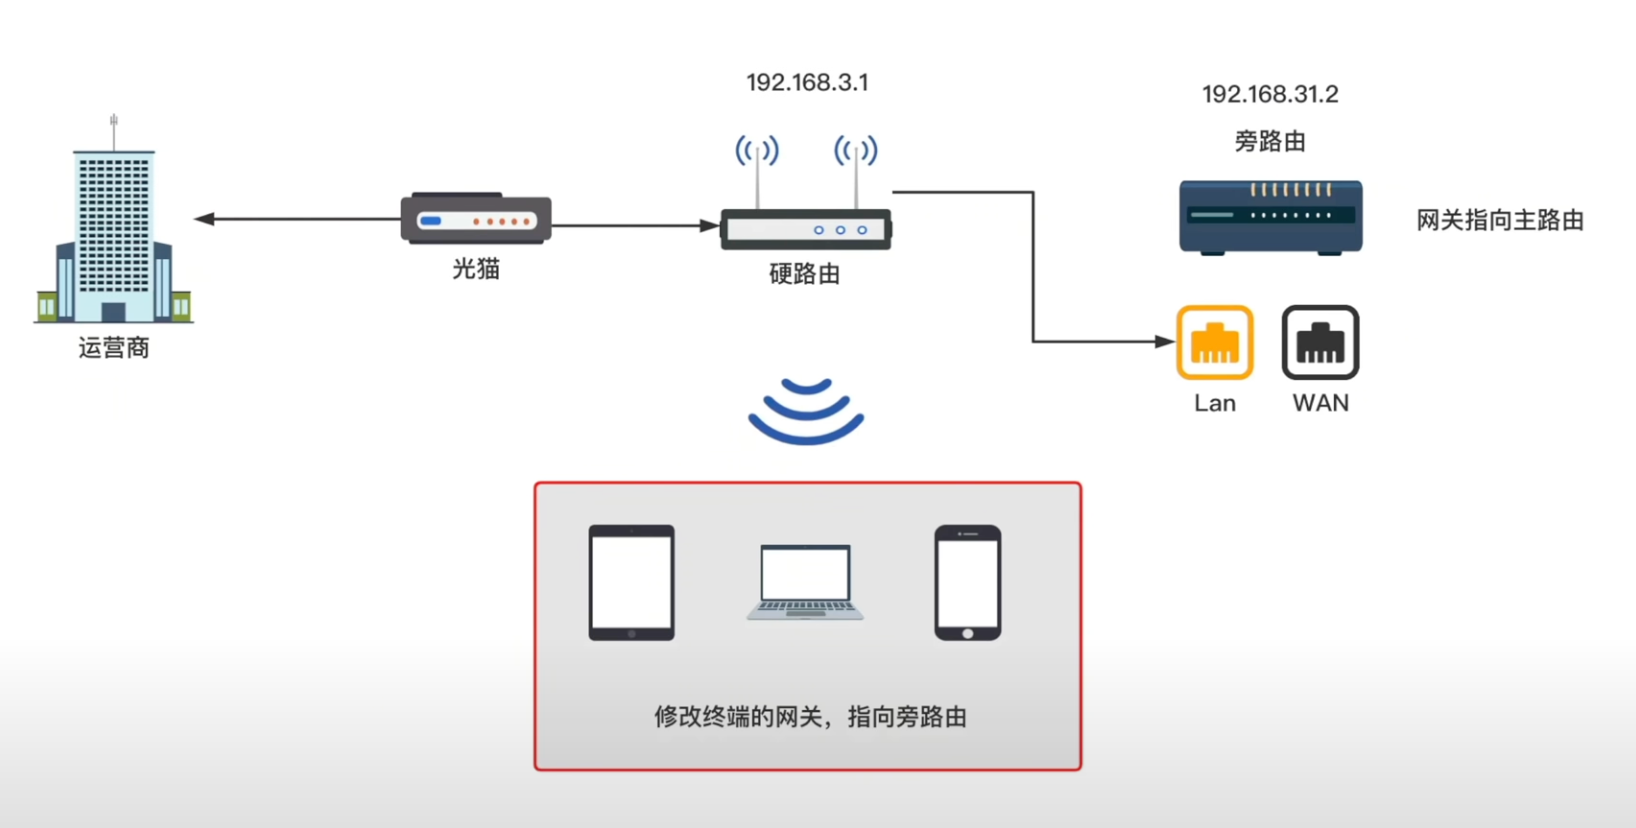 192.168.3.1
192.168.31.2
旁路由
网关指向主路由
光猫
硬路由
运营商
Lan
WAN
修改终端的网关，指向旁路由